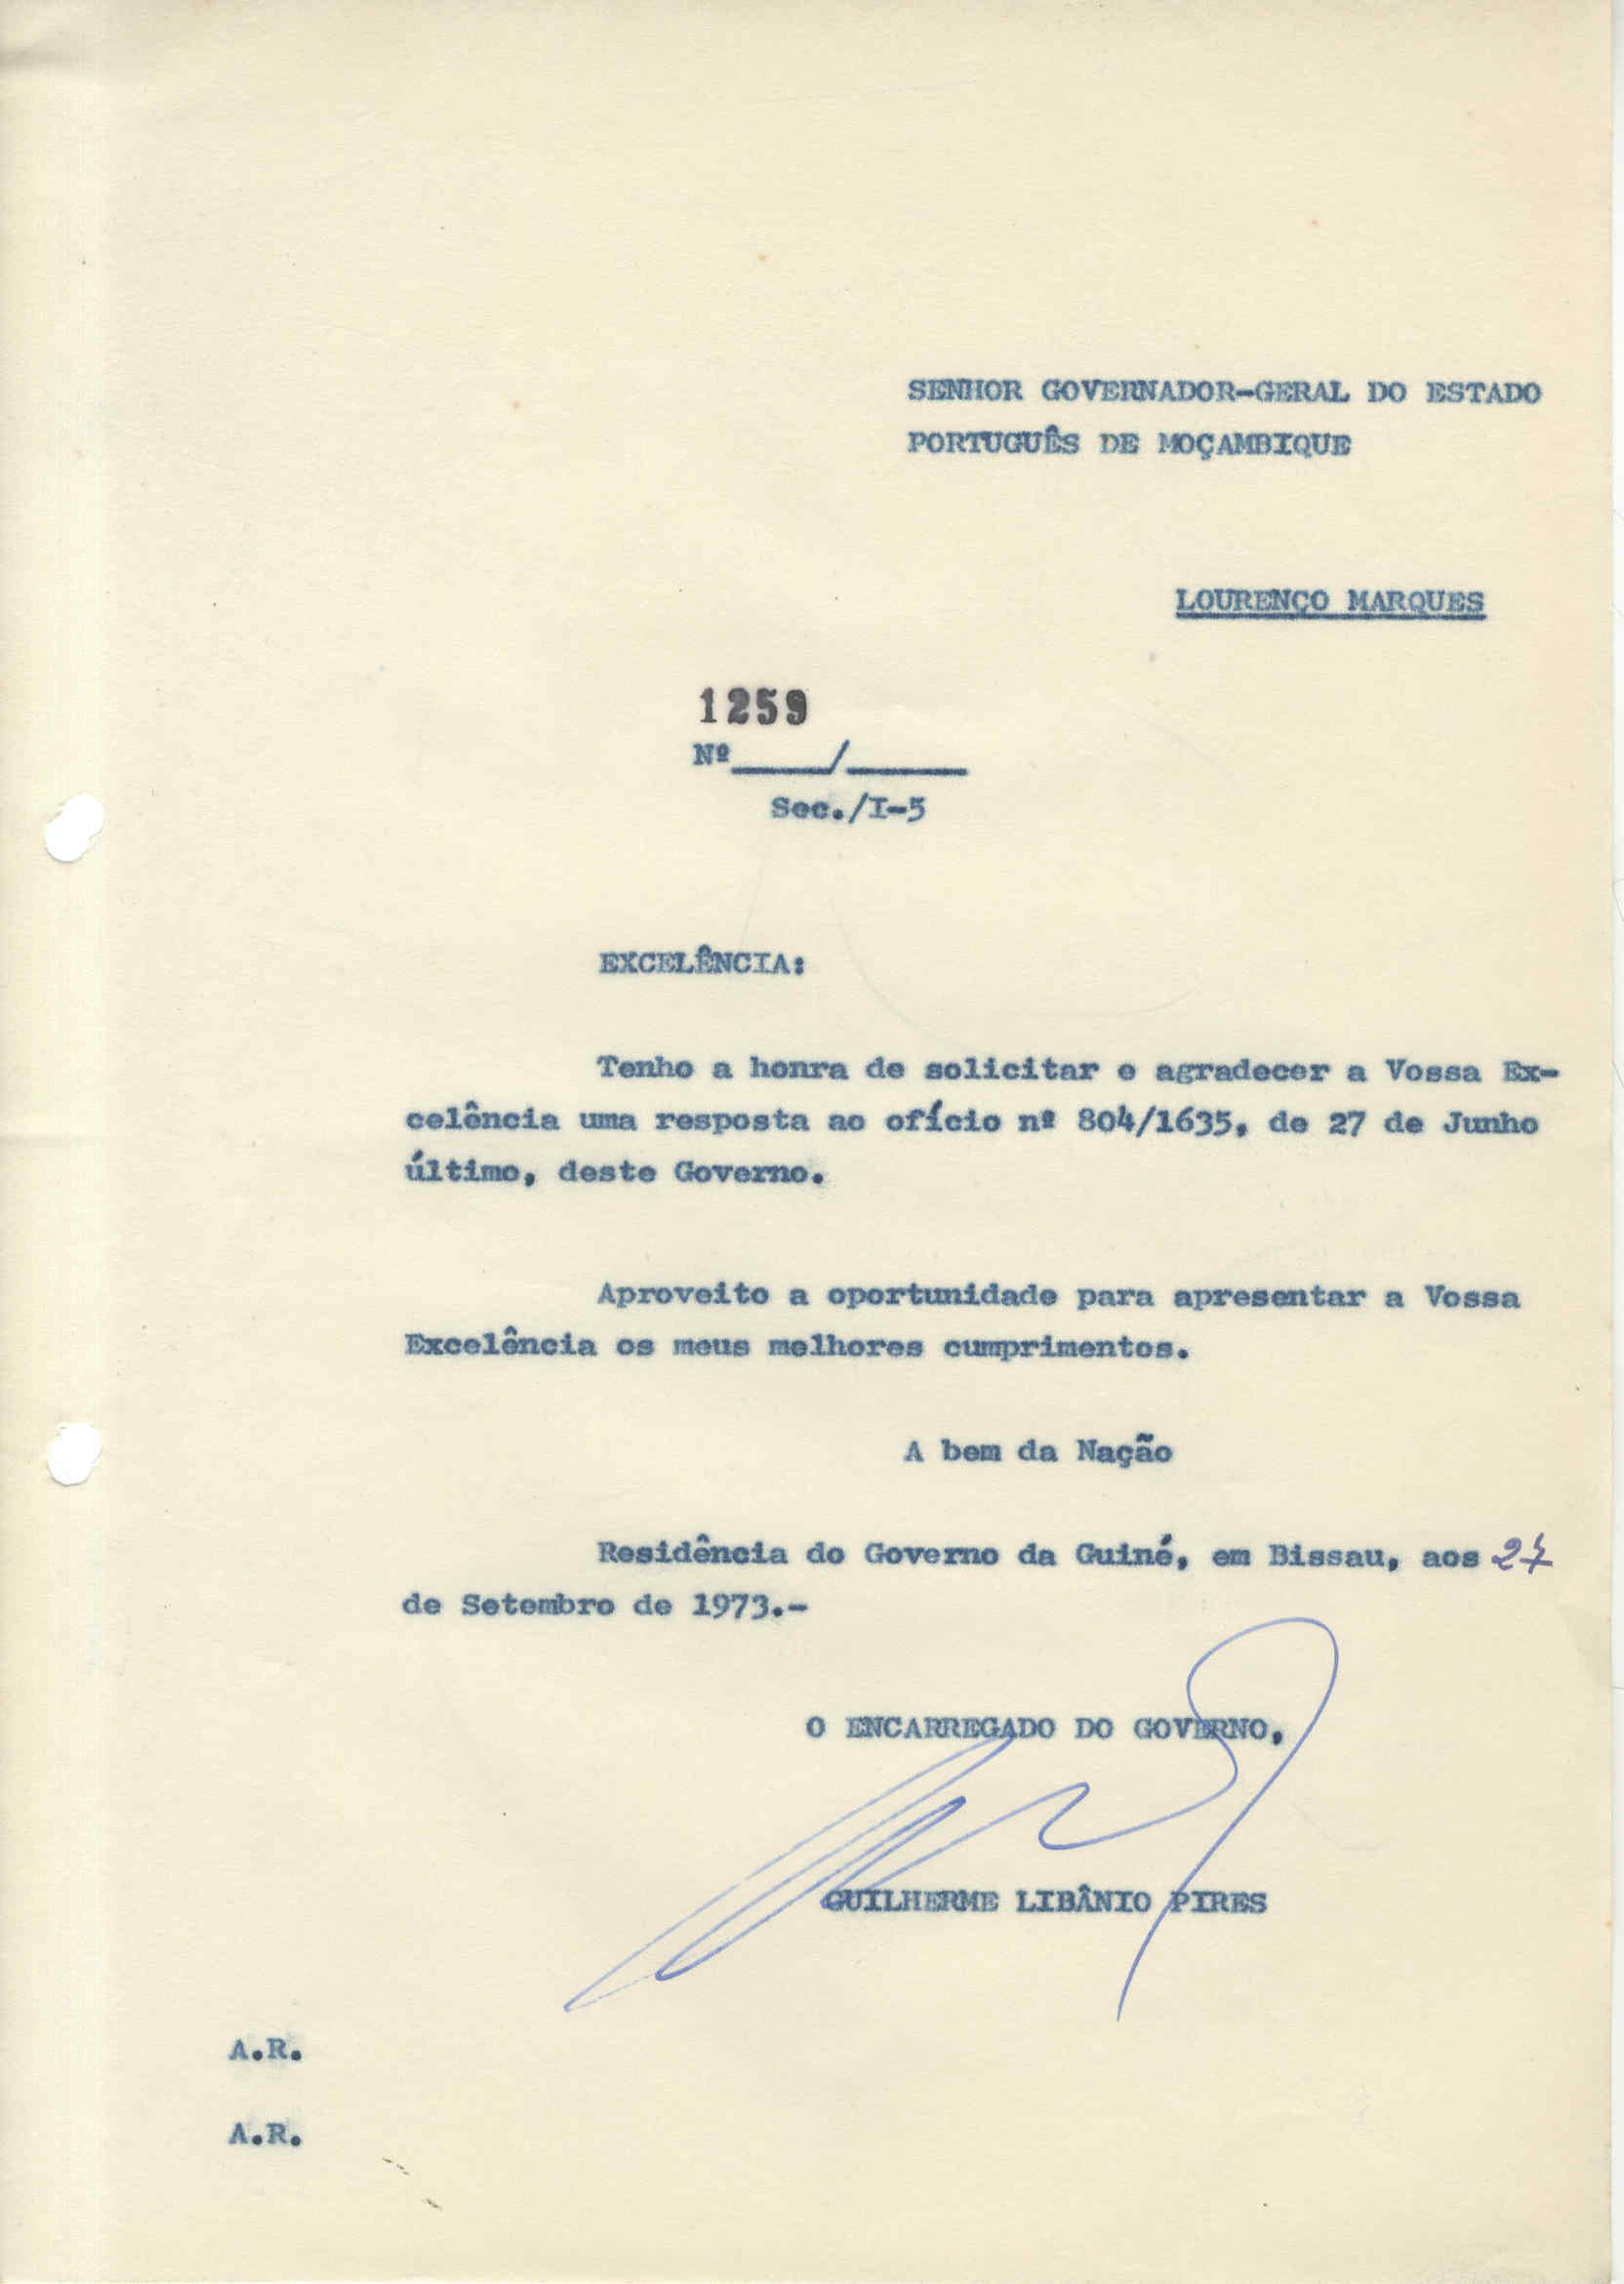 SENHOR GOVERNADOR-GERAL DO ESTADO
PORTUGUÊS DE MOÇAMBIQUE
LOURENÇO MARQUES
1259
Nº____/_____
Sec./I-5
EXCELÊNCIA:
Tenho a honra de solicitar e agradecer a Vossa Ex-
celência uma resposta ao ofício nº 804/1635, de 27 de Junho
último, deste Governo.
Aproveito a oportunidade para apresentar a Vossa
Excelência os meus melhores cumprimentos.
A bem da Nação
Residência do Governo da Guiné, em Bissau, aos 27
de Setembro de 1973.-
O ENCARREGADO DO GOVERNO,
GUILHERME LIBÂNIO PIRES
A.R.
A.R.